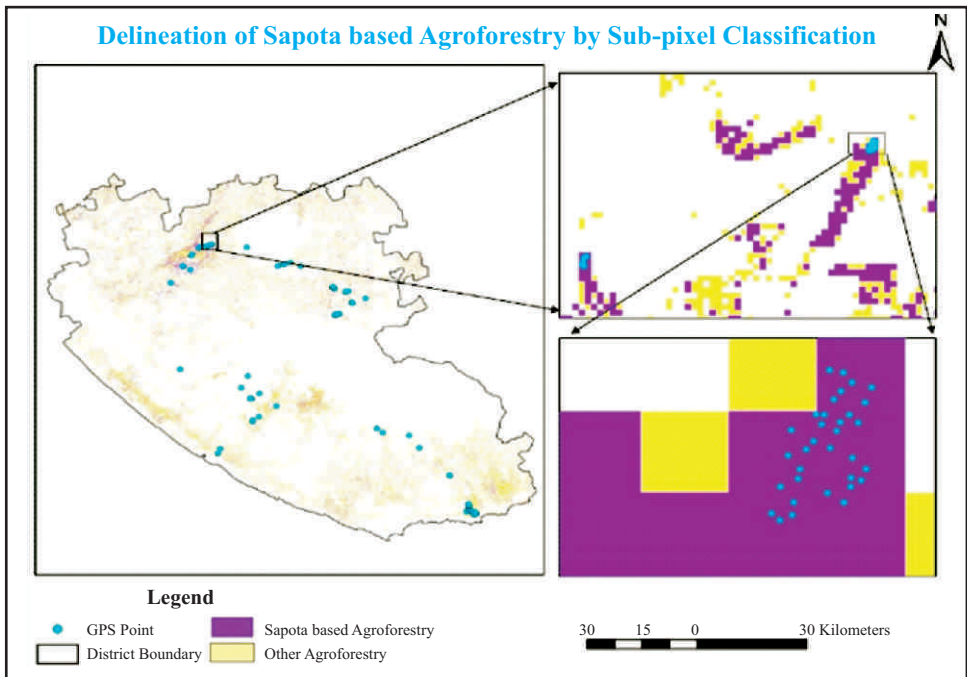 Delineation of Sapota based Agroforestry by Sub-pixel Classification
N
Legend
GPS Point
Sapota based Agroforestry
District Boundary
Other Agroforestry
30 15 0 30 Kilometers